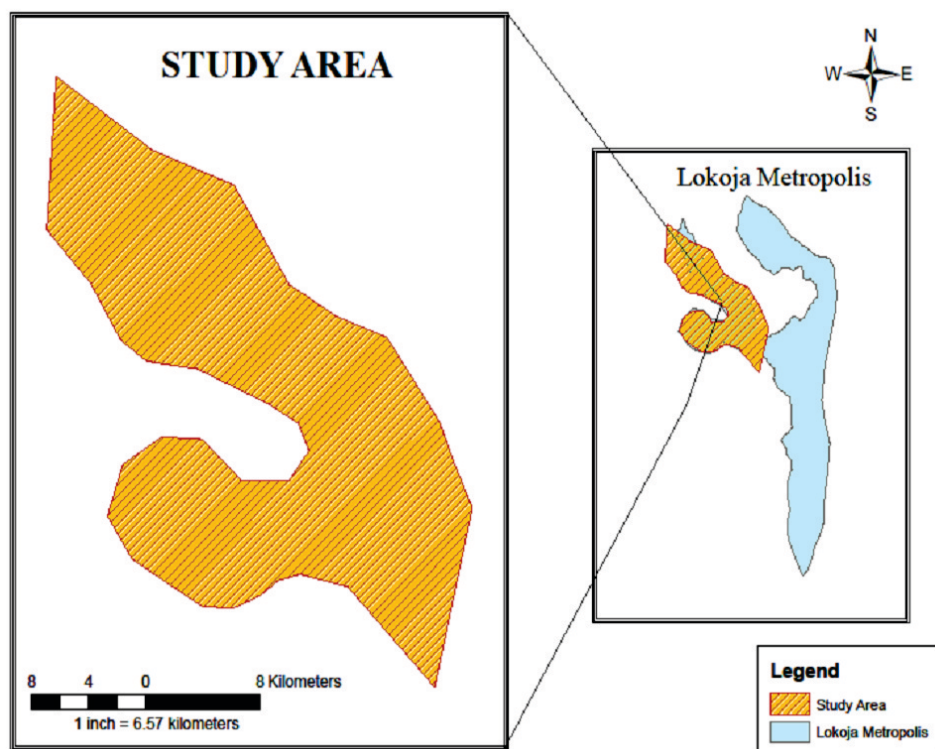 STUDY AREA
N
W E
S
Lokoja Metropolis
8 4 0 8 Kilometers
1 inch = 6.57 kilometers
Legend
Study Area
Lokoja Metropolis